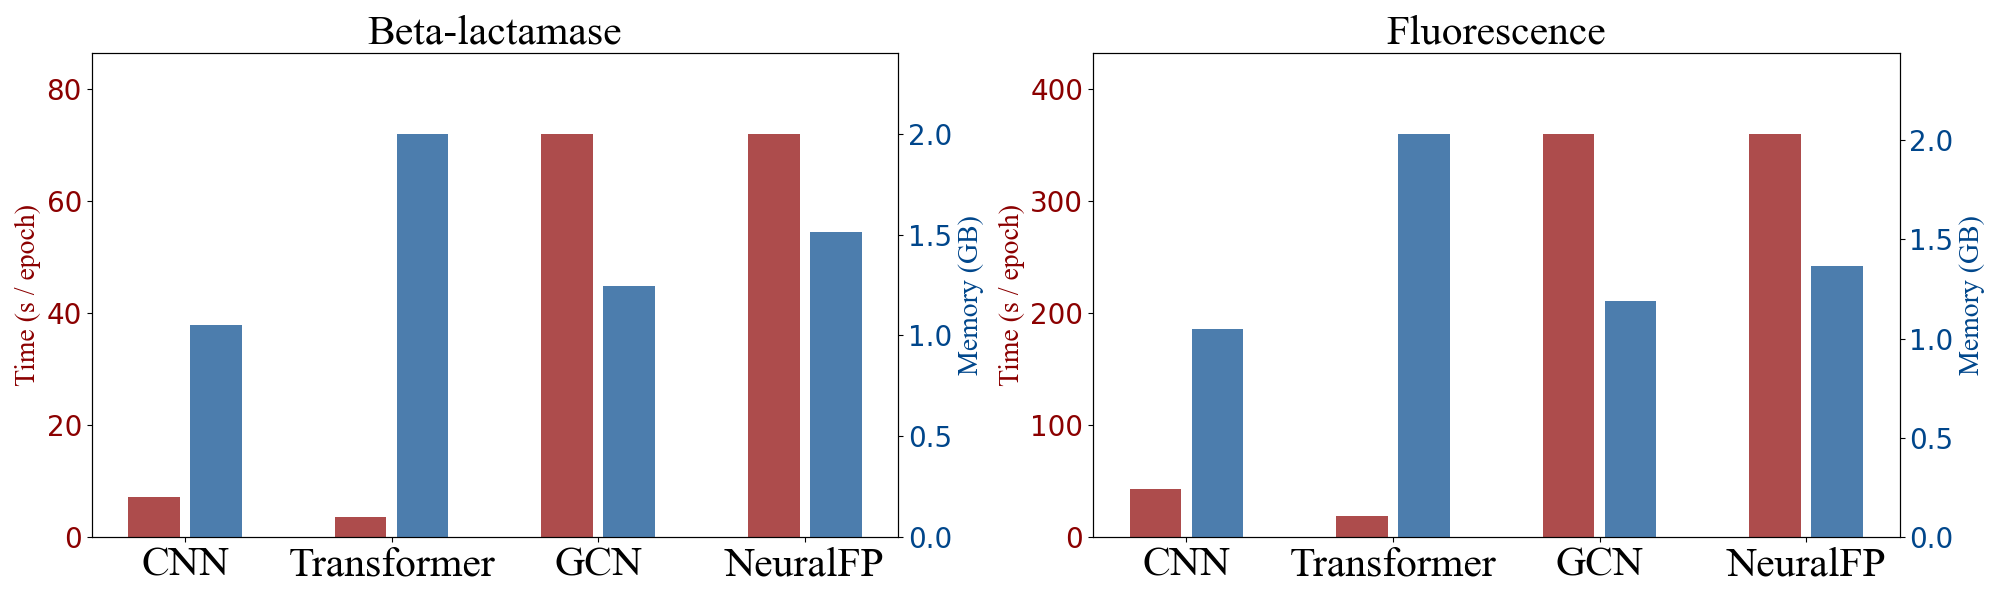 Beta-lactamase
Time (s / epoch)
80
60
40
20
0
2.0
1.5
1.0
0.5
0.0
Memory (GB)
CNN
Transformer
GCN
NeuralFP
Fluorescence
Time (s / epoch)
400
300
200
100
0
2.0
1.5
1.0
0.5
0.0
Memory (GB)
CNN
Transformer
GCN
NeuralFP